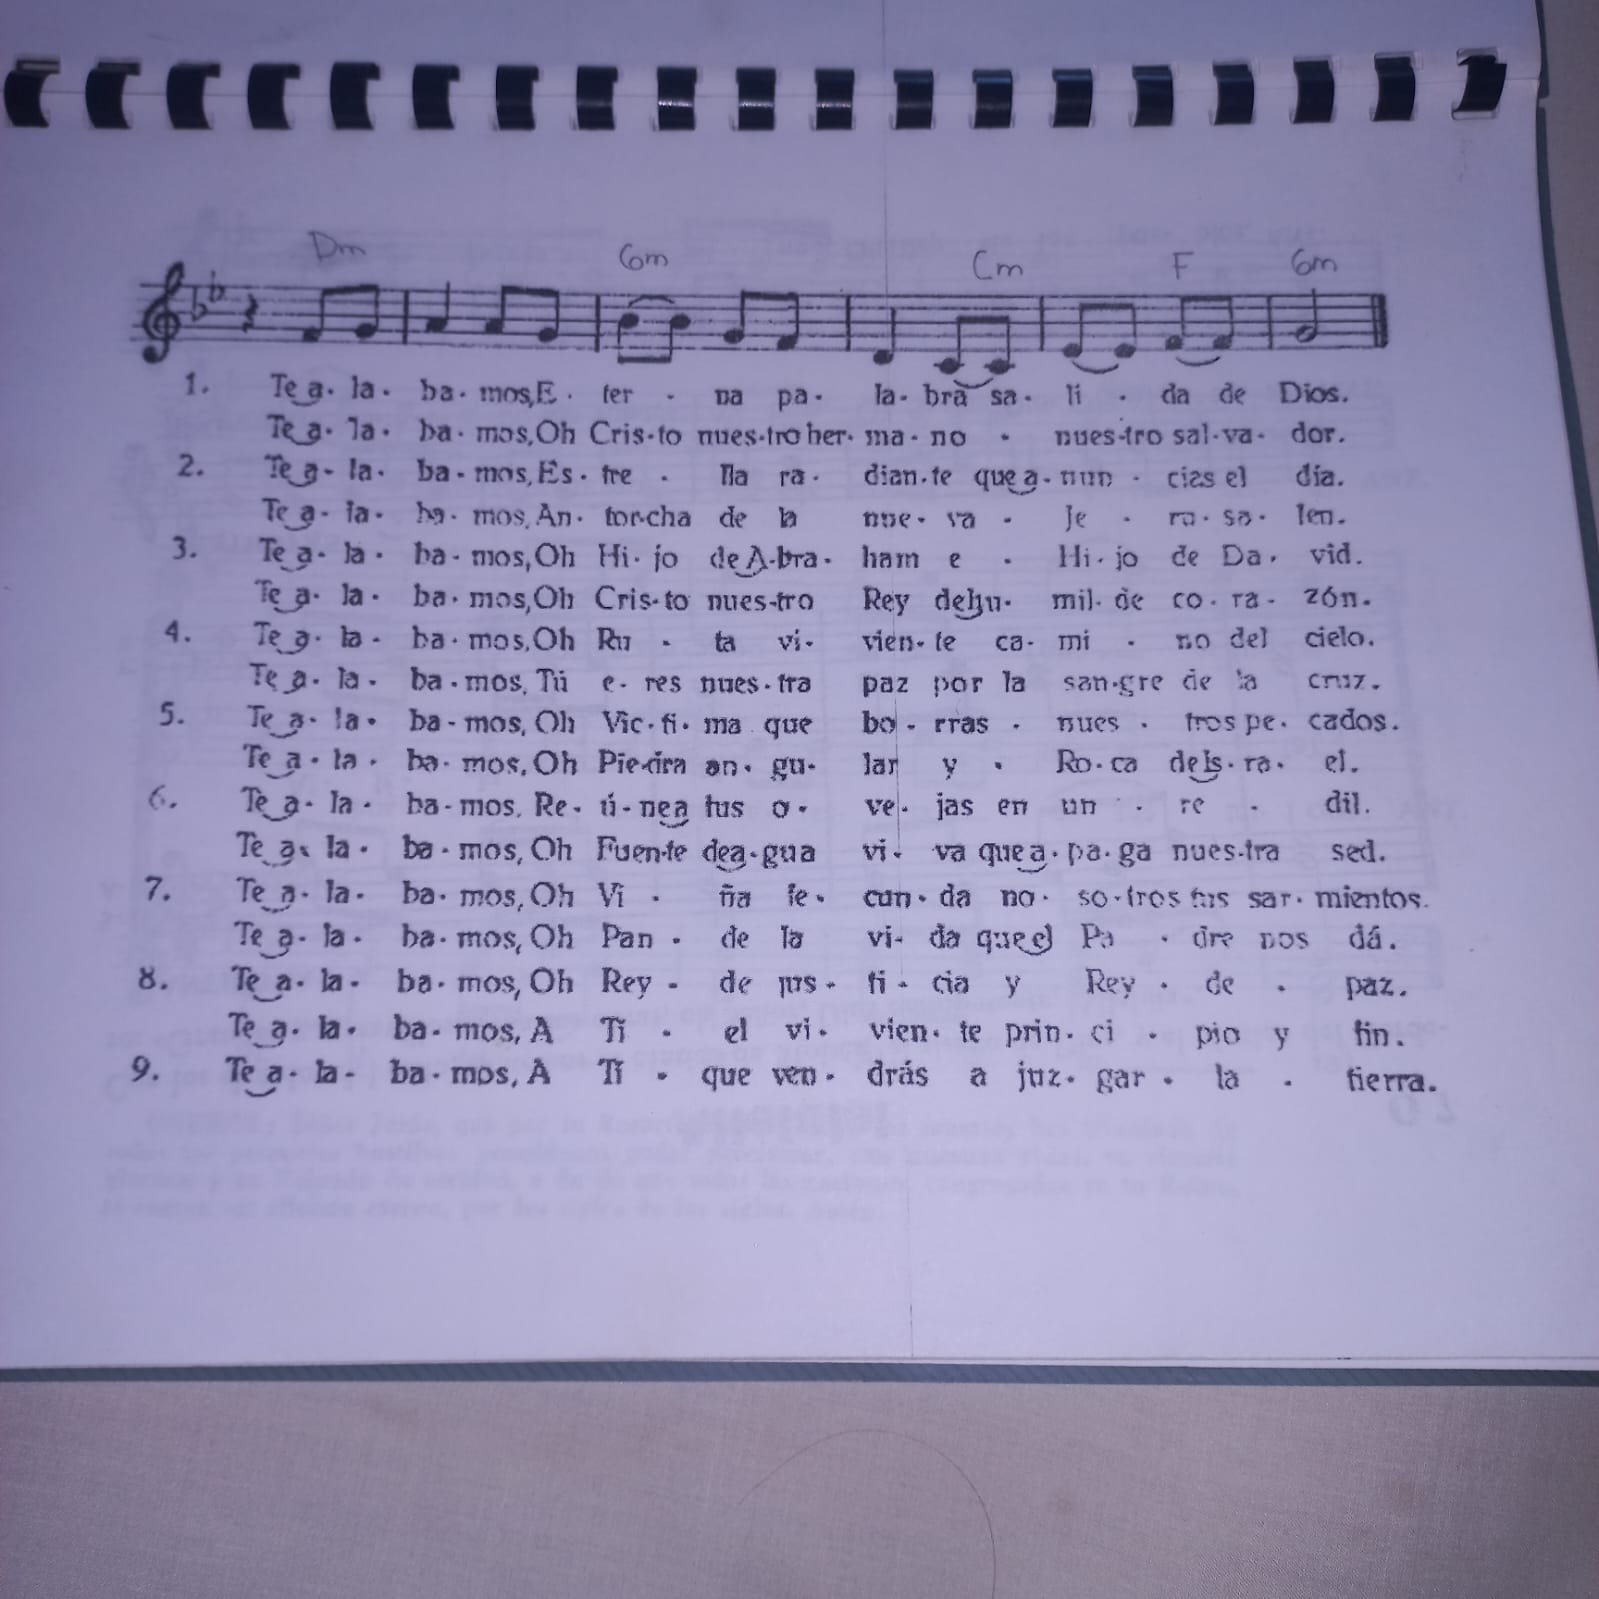 Dm Gm Cm F Gm
1. Te a·la·ba·mos,E·ter·na pa·la·bra sa·li·da de Dios.
Te a·la·ba·mos,Oh Cris·to nues·tro her·ma·no · nues·tro sal·va·dor.
2. Te a·la·ba·mos,Es·tre·lla ra·dian·te que a·nun·cias el día.
Te a·la·ba·mos,An·tor·cha de la nue·va · Je·ru·sa·len.
3. Te a·la·ba·mos,Oh Hi·jo de A·bra·ham e · Hi·jo de Da·vid.
Te a·la·ba·mos,Oh Cris·to nues·tro Rey de hu·mil·de co·ra·zón.
4. Te a·la·ba·mos,Oh Ru·ta vi·vien·te ca·mi·no del cielo.
Te a·la·ba·mos, Tú e·res nues·tra paz por la san·gre de la cruz.
5. Te a·la·ba·mos, Oh Víc·ti·ma que bo·rras · nues·tros pe·cados.
Te a·la·ba·mos, Oh Pie·dra an·gu·lar y · Ro·ca de Is·ra·el.
6. Te a·la·ba·mos, Re·ú·ne a tus o·ve·jas en un · re·dil.
Te a·la·ba·mos, Oh Fuen·te de a·gua vi·va que a·pa·ga nues·tra sed.
7. Te a·la·ba·mos, Oh Vi·ña fe·cun·da no·so·tros tus sar·mientos.
Te a·la·ba·mos, Oh Pan · de la vi·da que el Pa·dre nos dá.
8. Te a·la·ba·mos, Oh Rey · de jus·ti·cia y Rey · de · paz.
Te a·la·ba·mos, A Ti · el vi·vien·te prin·ci·pio y fin.
9. Te a·la·ba·mos, A Tí · que ven·drás a juz·gar · la · tierra.